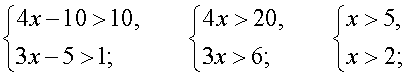 4x−10>10, 4x>20, x>5,
3x−5>1; 3x>6; x>2;